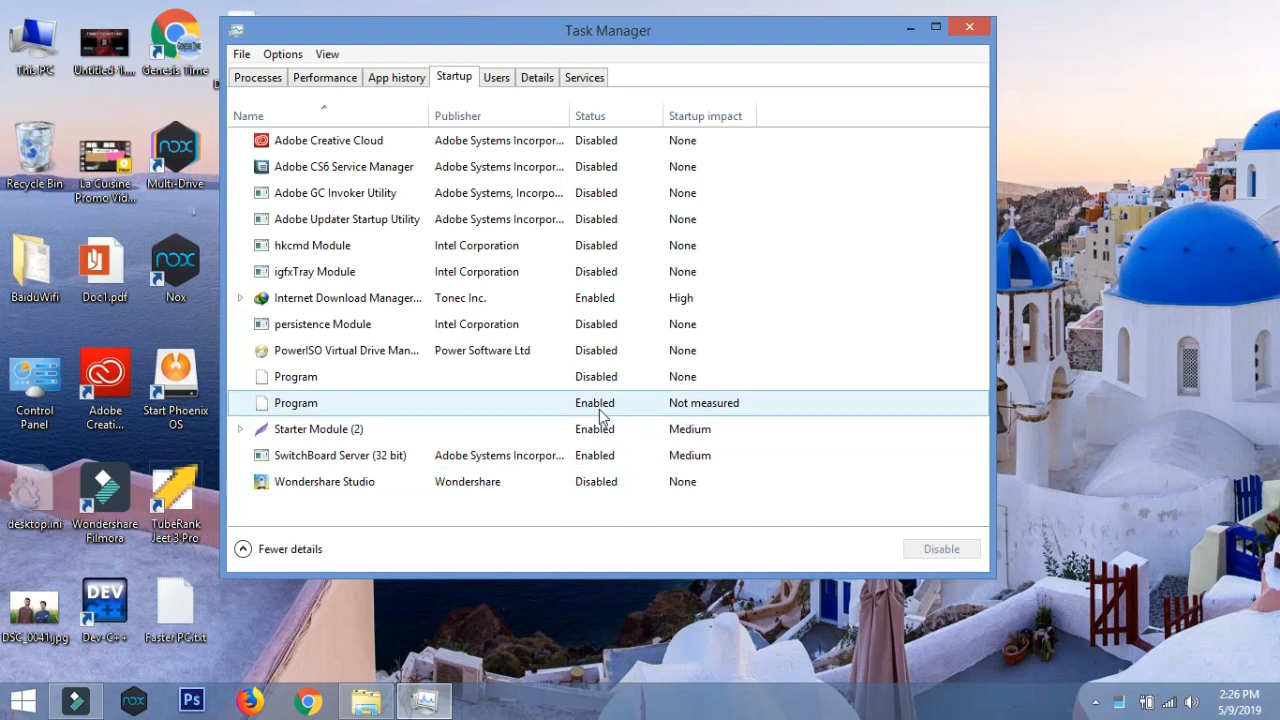 Task Manager
File Options View
Processes Performance App history Startup Users Details Services
Name Publisher Status Startup impact
Adobe Creative Cloud Adobe Systems Incorpor... Disabled None
Adobe CS6 Service Manager Adobe Systems Incorpor... Disabled None
Adobe GC Invoker Utility Adobe Systems, Incorpo... Disabled None
Adobe Updater Startup Utility Adobe Systems Incorpor... Disabled None
hkcmd Module Intel Corporation Disabled None
igfxTray Module Intel Corporation Disabled None
Internet Download Manager... Tonec Inc. Enabled High
persistence Module Intel Corporation Disabled None
PowerISO Virtual Drive Man... Power Software Ltd Disabled None
Program Disabled None
Program Enabled Not measured
Starter Module (2) Enabled Medium
SwitchBoard Server (32 bit) Adobe Systems Incorpor... Enabled Medium
Wondershare Studio Wondershare Disabled None
Fewer details Disable
This PC Untitled-1.... Genesis Time
Recycle Bin La Cuisine Multi-Drive
Promo Vid...
nox
BaiduWifi Doc1.pdf Nox
Control Adobe Start Phoenix
Panel Creati... OS
desktop.ini Wondershare TubeRank
Filmora Jeet 3 Pro
DEV
C++
DSC_0041.jpg Dev-C++ Faster PC.txt
nox Ps
2:26 PM
5/9/2019